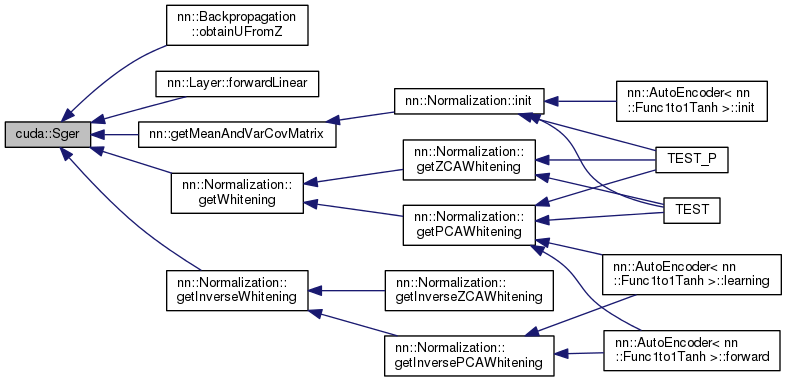 nn::Backpropagation
::obtainUFromZ
nn::Layer::forwardLinear
cuda::Sger
nn::getMeanAndVarCovMatrix
nn::Normalization::
getWhitening
nn::Normalization::
getInverseWhitening
nn::Normalization::init
nn::Normalization::
getZCAWhitening
nn::Normalization::
getPCAWhitening
nn::Normalization::
getInverseZCAWhitening
nn::Normalization::
getInversePCAWhitening
nn::AutoEncoder< nn
::Func1to1Tanh >::init
TEST_P
TEST
nn::AutoEncoder< nn
::Func1to1Tanh >::learning
nn::AutoEncoder< nn
::Func1to1Tanh >::forward